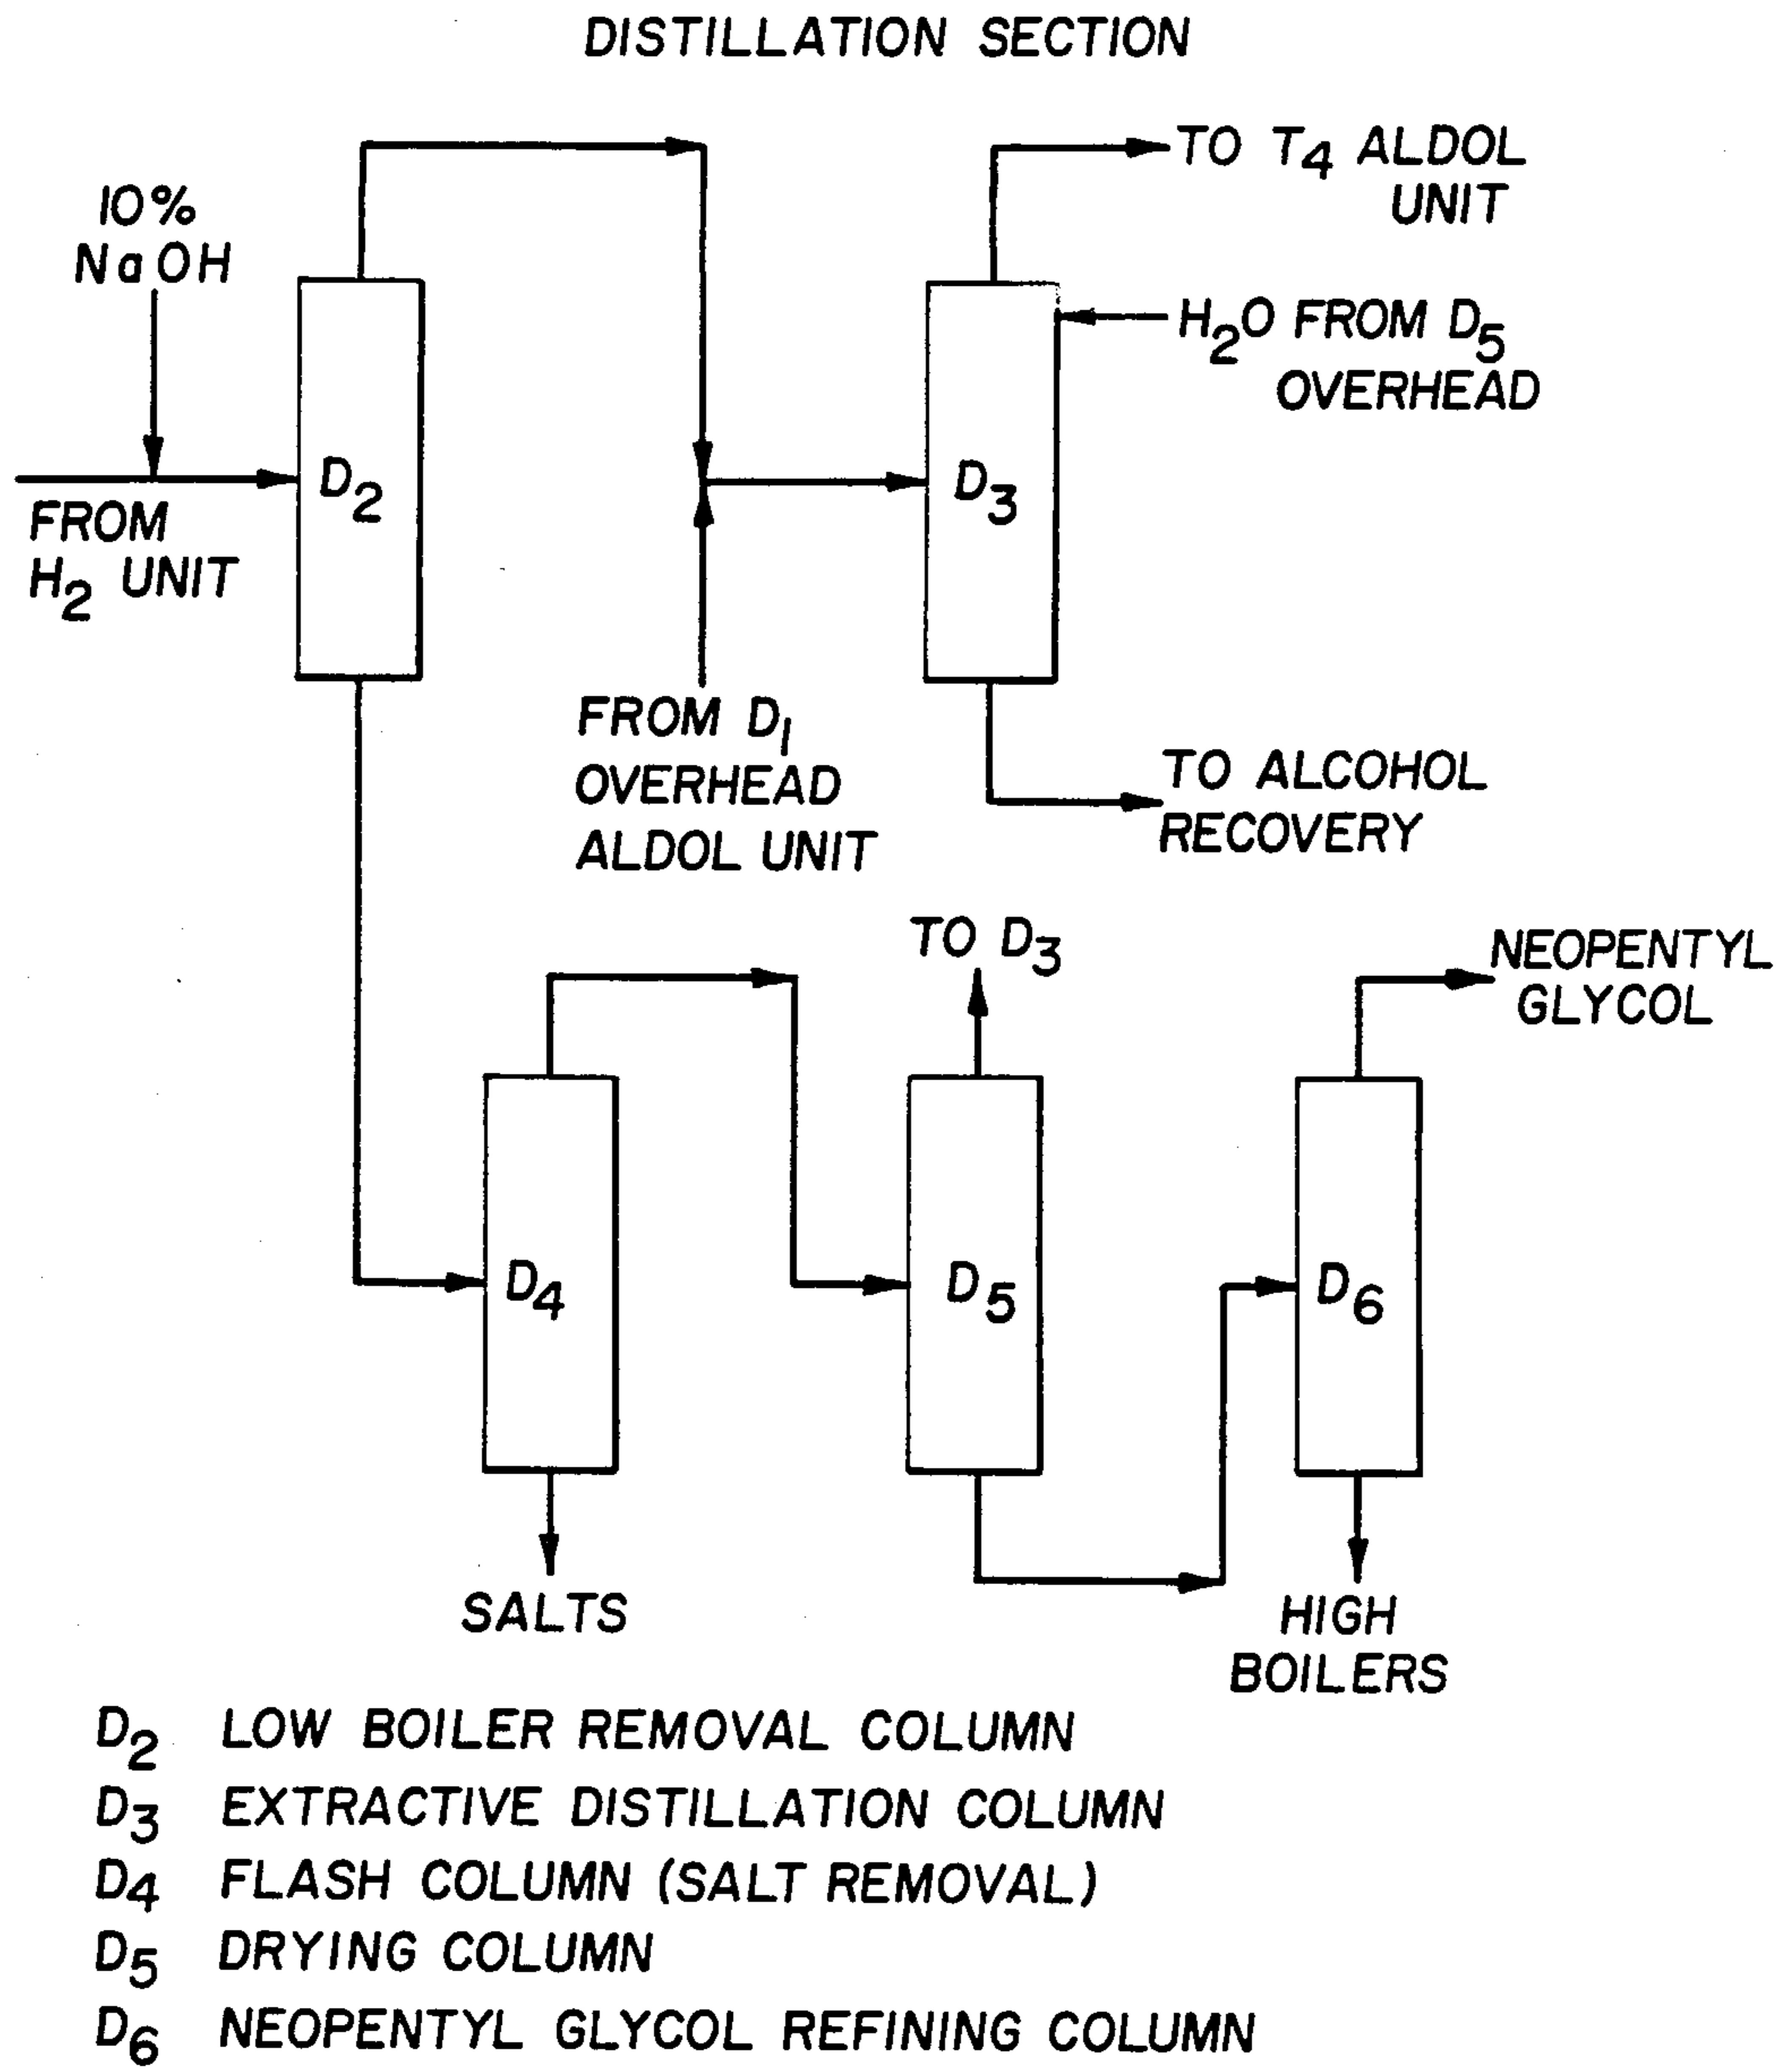 DISTILLATION SECTION
TO T4 ALDOL
UNIT
10%
NaOH
H2O FROM D5
OVERHEAD
D2
D3
FROM
H2 UNIT
FROM D1
OVERHEAD
ALDOL UNIT
TO ALCOHOL
RECOVERY
TO D3
NEOPENTYL
GLYCOL
D4
D5
D6
SALTS
HIGH
BOILERS
D2 LOW BOILER REMOVAL COLUMN
D3 EXTRACTIVE DISTILLATION COLUMN
D4 FLASH COLUMN (SALT REMOVAL)
D5 DRYING COLUMN
D6 NEOPENTYL GLYCOL REFINING COLUMN